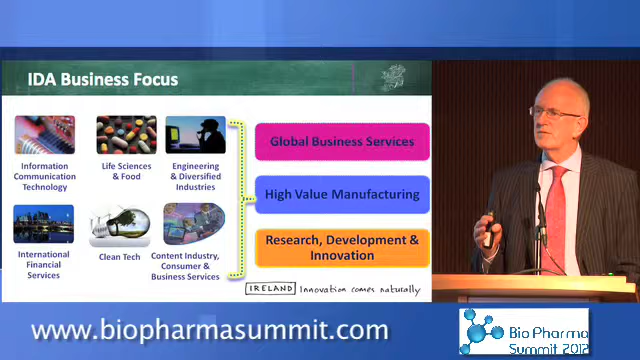 IDA Business Focus
Information
Communication
Technology
Life Sciences
& Food
Engineering
& Diversified
Industries
International
Financial
Services
Clean Tech
Content Industry,
Consumer &
Business Services
Global Business Services
High Value Manufacturing
Research, Development &
Innovation
IRELAND Innovation comes naturally
www.biopharmasummit.com
Bio Pharma
Summit 2012